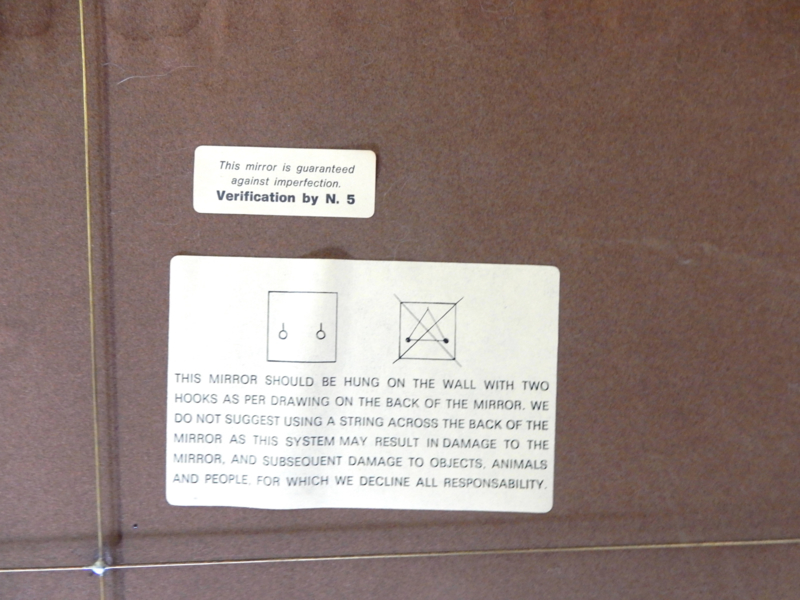 This mirror is guaranteed
against imperfection.
Verification by N. 5
THIS MIRROR SHOULD BE HUNG ON THE WALL WITH TWO
HOOKS AS PER DRAWING ON THE BACK OF THE MIRROR. WE
DO NOT SUGGEST USING A STRING ACROSS THE BACK OF THE
MIRROR AS THIS SYSTEM MAY RESULT IN DAMAGE TO THE
MIRROR, AND SUBSEQUENT DAMAGE TO OBJECTS, ANIMALS
AND PEOPLE, FOR WHICH WE DECLINE ALL RESPONSABILITY.